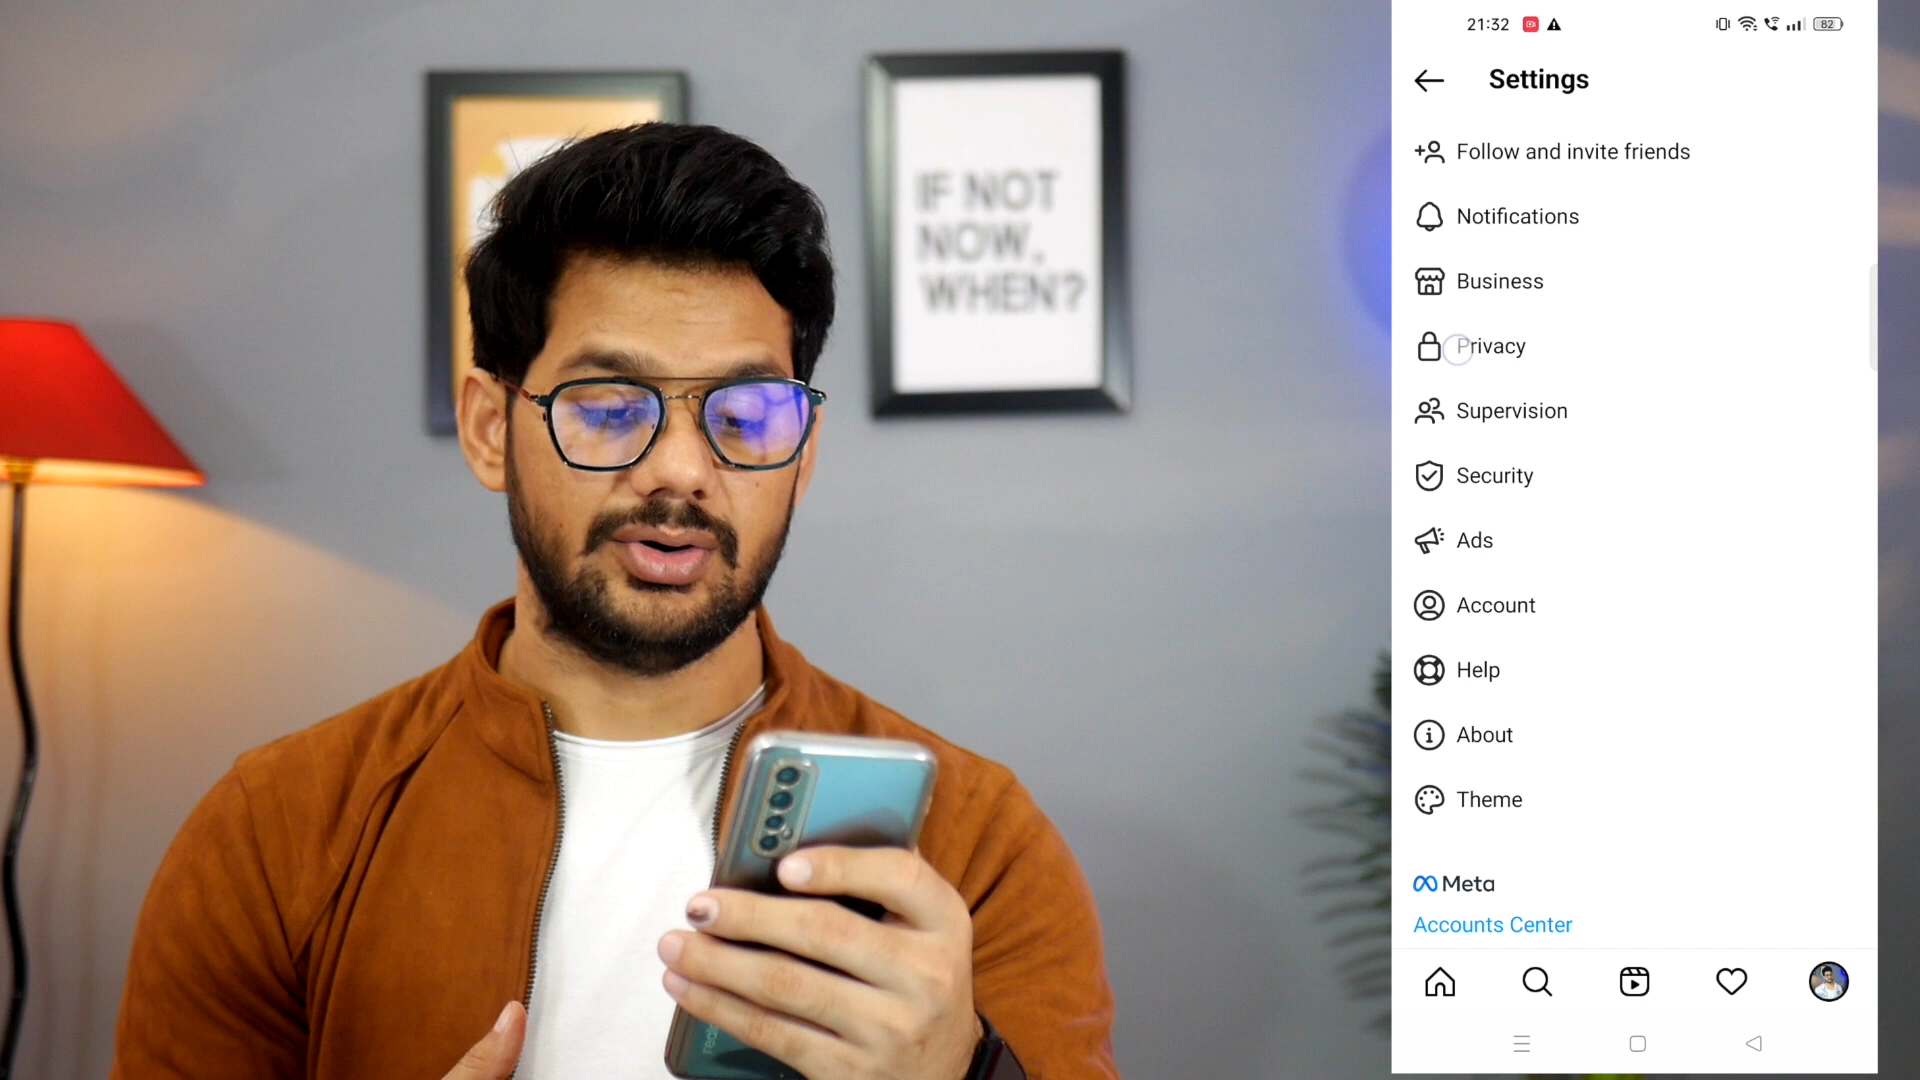 IF NOT
NOW,
WHEN?
realme
21:32
82
Settings
Follow and invite friends
Notifications
Business
Privacy
Supervision
Security
Ads
Account
Help
About
Theme
Meta
Accounts Center